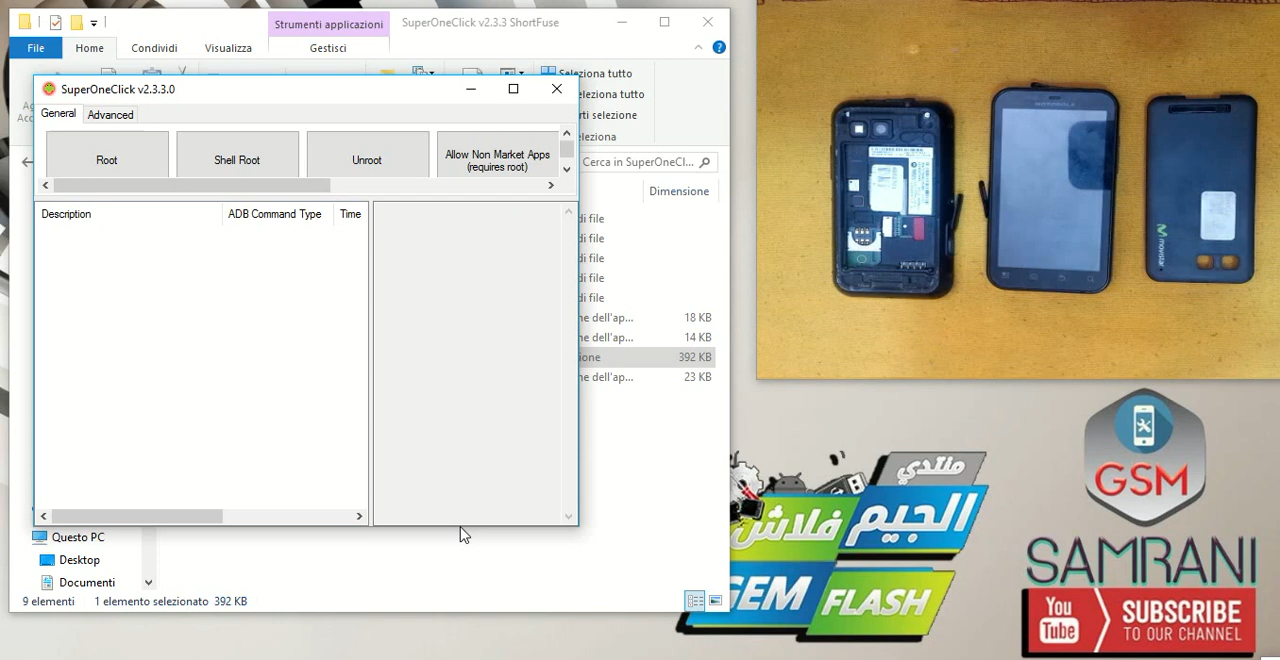 Strumenti applicazioni
SuperOneClick v2.3.3 ShortFuse
File
Home
Condividi
Visualizza
Gestisci
Seleziona tutto
eleziona tutto
rti selezione
eleziona
SuperOneClick v2.3.3.0
General
Advanced
Root
Shell Root
Unroot
Allow Non Market Apps
(requires root)
Cerca in SuperOneCl...
Dimensione
Description
ADB Command Type
Time
di file
di file
di file
di file
di file
ne dell'ap...
18 KB
ne dell'ap...
14 KB
ione
392 KB
ne dell'ap...
23 KB
Questo PC
Desktop
Documenti
9 elementi
1 elemento selezionato 392 KB
MOTOROLA
movistar
منتدي
الجيم فلاش
GEM FLASH
GSM
SAMRANI
You Tube
SUBSCRIBE
TO OUR CHANNEL